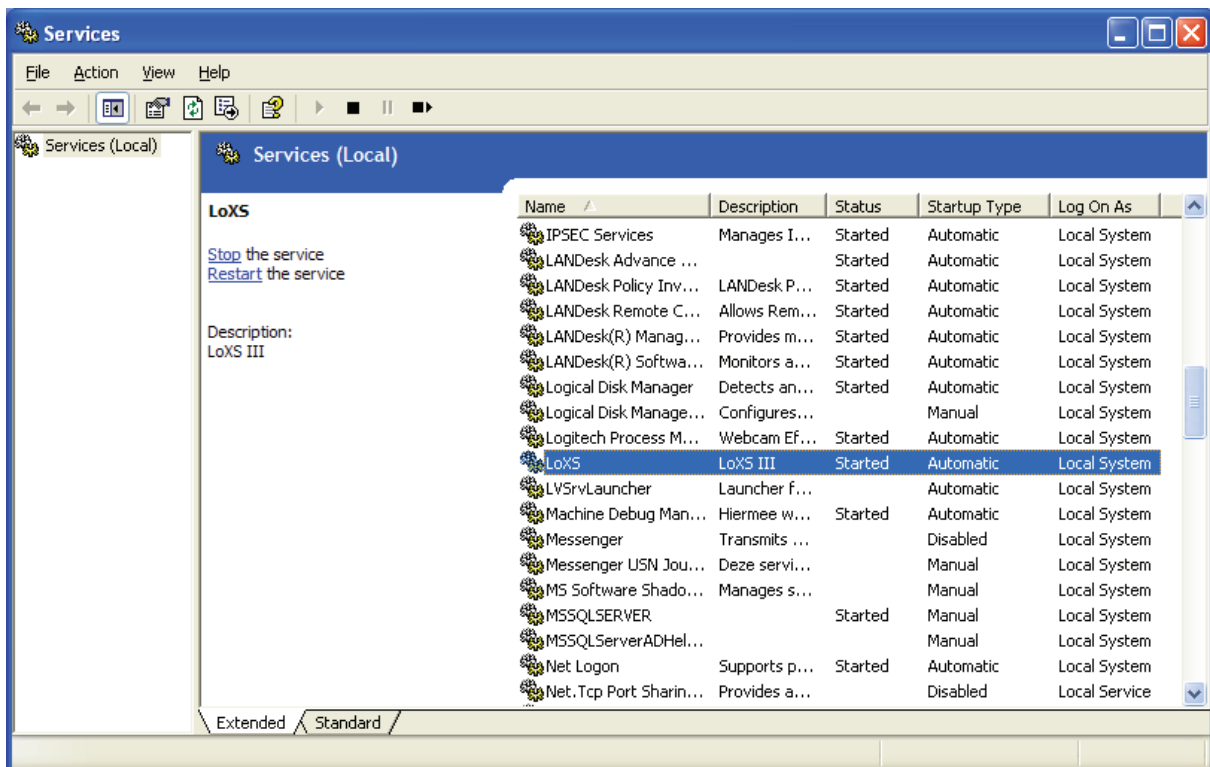 Services
File Action View Help
Services (Local)
Services (Local)
LoXS
Stop the service
Restart the service
Description:
LoXS III
Name Description Status Startup Type Log On As
IPSEC Services Manages I... Started Automatic Local System
LANDesk Advance ... Started Automatic Local System
LANDesk Policy Inv... LANDesk P... Started Automatic Local System
LANDesk Remote C... Allows Rem... Started Automatic Local System
LANDesk(R) Manag... Provides m... Started Automatic Local System
LANDesk(R) Softwa... Monitors a... Started Automatic Local System
Logical Disk Manager Detects an... Started Automatic Local System
Logical Disk Manage... Configures... Manual Local System
Logitech Process M... Webcam Ef... Started Automatic Local System
LoXS LoXS III Started Automatic Local System
LVSrvLauncher Launcher f... Automatic Local System
Machine Debug Man... Hiermee w... Started Automatic Local System
Messenger Transmits ... Disabled Local System
Messenger USN Jou... Deze servi... Manual Local System
MS Software Shado... Manages s... Manual Local System
MSSQLSERVER Started Manual Local System
MSSQLServerADHel... Manual Local System
Net Logon Supports p... Started Automatic Local System
Net.Tcp Port Sharin... Provides a... Disabled Local Service
Extended Standard